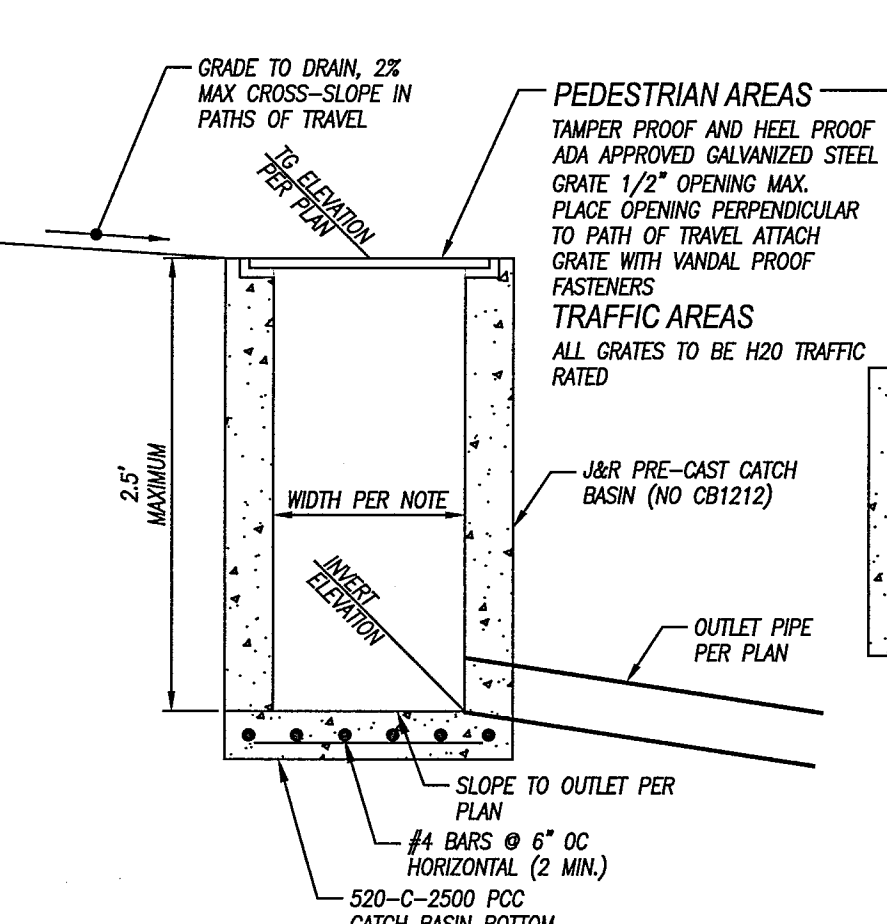 GRADE TO DRAIN, 2%
MAX CROSS-SLOPE IN
PATHS OF TRAVEL
TG ELEVATION
PER PLAN
PEDESTRIAN AREAS
TAMPER PROOF AND HEEL PROOF
ADA APPROVED GALVANIZED STEEL
GRATE 1/2" OPENING MAX.
PLACE OPENING PERPENDICULAR
TO PATH OF TRAVEL ATTACH
GRATE WITH VANDAL PROOF
FASTENERS
TRAFFIC AREAS
ALL GRATES TO BE H20 TRAFFIC
RATED
2.5'
MAXIMUM
WIDTH PER NOTE
J&R PRE-CAST CATCH
BASIN (NO CB1212)
INVERT
ELEVATION
OUTLET PIPE
PER PLAN
SLOPE TO OUTLET PER
PLAN
#4 BARS @ 6" OC
HORIZONTAL (2 MIN.)
520-C-2500 PCC
CATCH BASIN BOTTOM